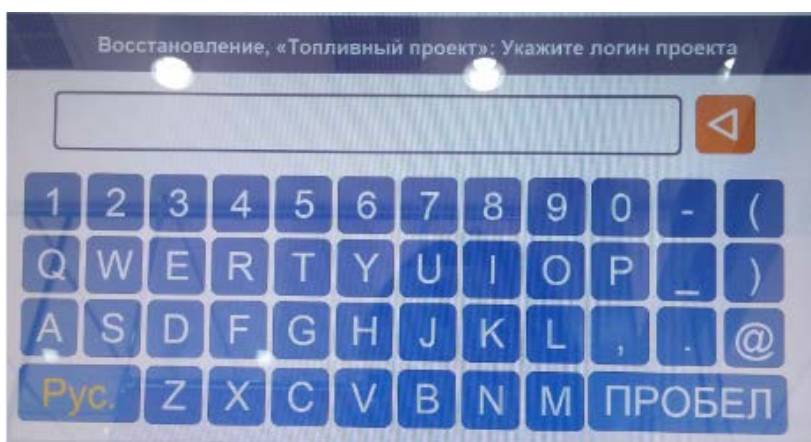 Восстановление, «Топливный проект»: Укажите логин проекта
1 2 3 4 5 6 7 8 9 0 - (
Q W E R T Y U I O P _ )
A S D F G H J K L , . @
Рус. Z X C V B N M ПРОБЕЛ